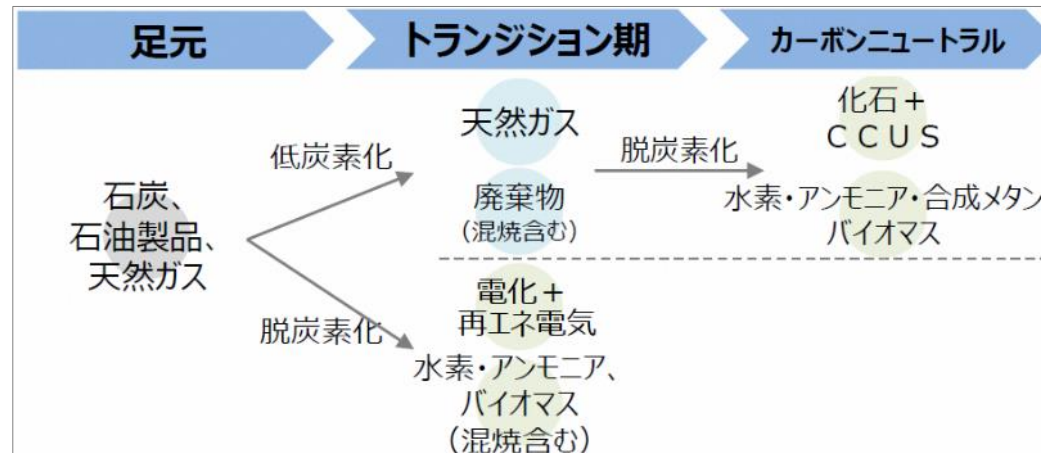 足元
トランジション期
カーボンニュートラル
石炭、
石油製品、
天然ガス
低炭素化
脱炭素化
天然ガス
廃棄物
(混焼含む)
電化+
再エネ電気
水素・アンモニア、
バイオマス
(混焼含む)
脱炭素化
化石+
CCUS
水素・アンモニア・合成メタン
バイオマス